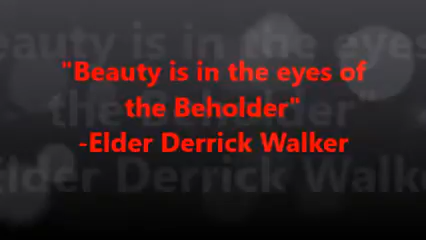 "Beauty is in the eyes of
the Beholder"
-Elder Derrick Walker